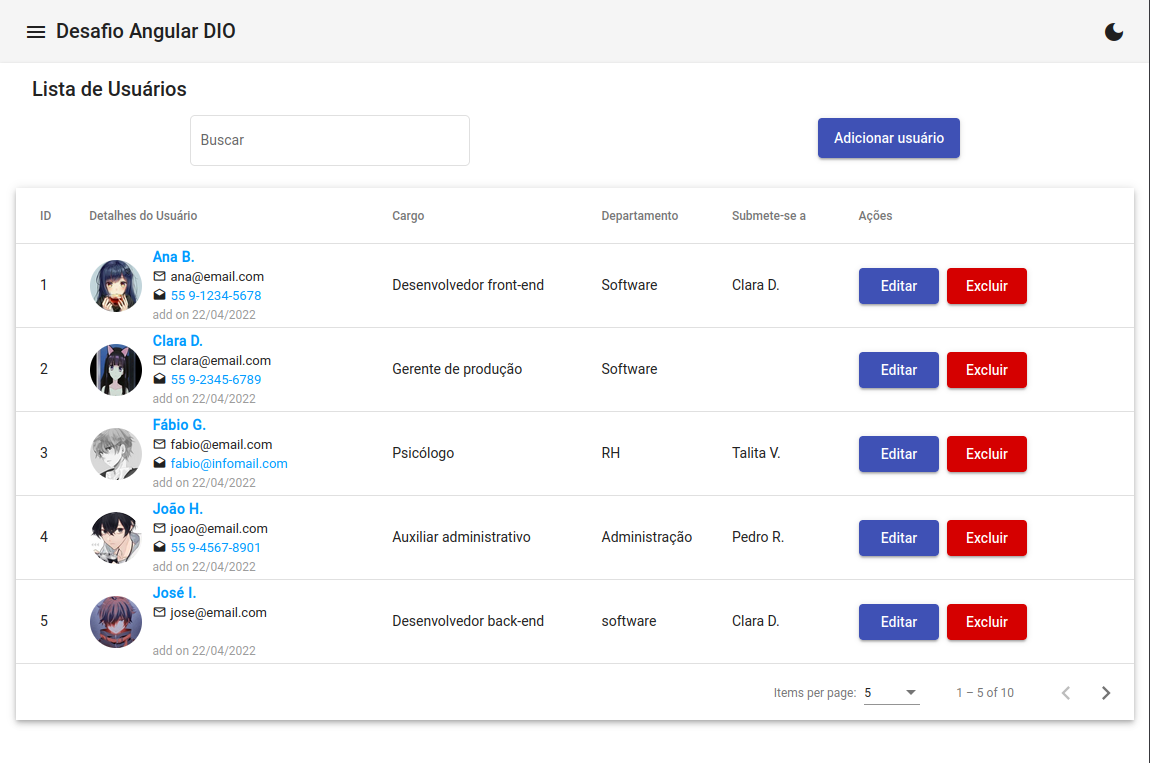 Desafio Angular DIO
Lista de Usuários
Buscar
Adicionar usuário
ID Detalhes do Usuário Cargo Departamento Submete-se a Ações
Ana B.
ana@email.com
1 Desenvolvedor front-end Software Clara D. Editar Excluir
55 9-1234-5678
add on 22/04/2022
Clara D.
clara@email.com
2 Gerente de produção Software Editar Excluir
55 9-2345-6789
add on 22/04/2022
Fábio G.
fabio@email.com
3 Psicólogo RH Talita V. Editar Excluir
fabio@infomail.com
add on 22/04/2022
João H.
joao@email.com
4 Auxiliar administrativo Administração Pedro R. Editar Excluir
55 9-4567-8901
add on 22/04/2022
José I.
jose@email.com
5 Desenvolvedor back-end software Clara D. Editar Excluir
add on 22/04/2022
Items per page: 5 1 – 5 of 10